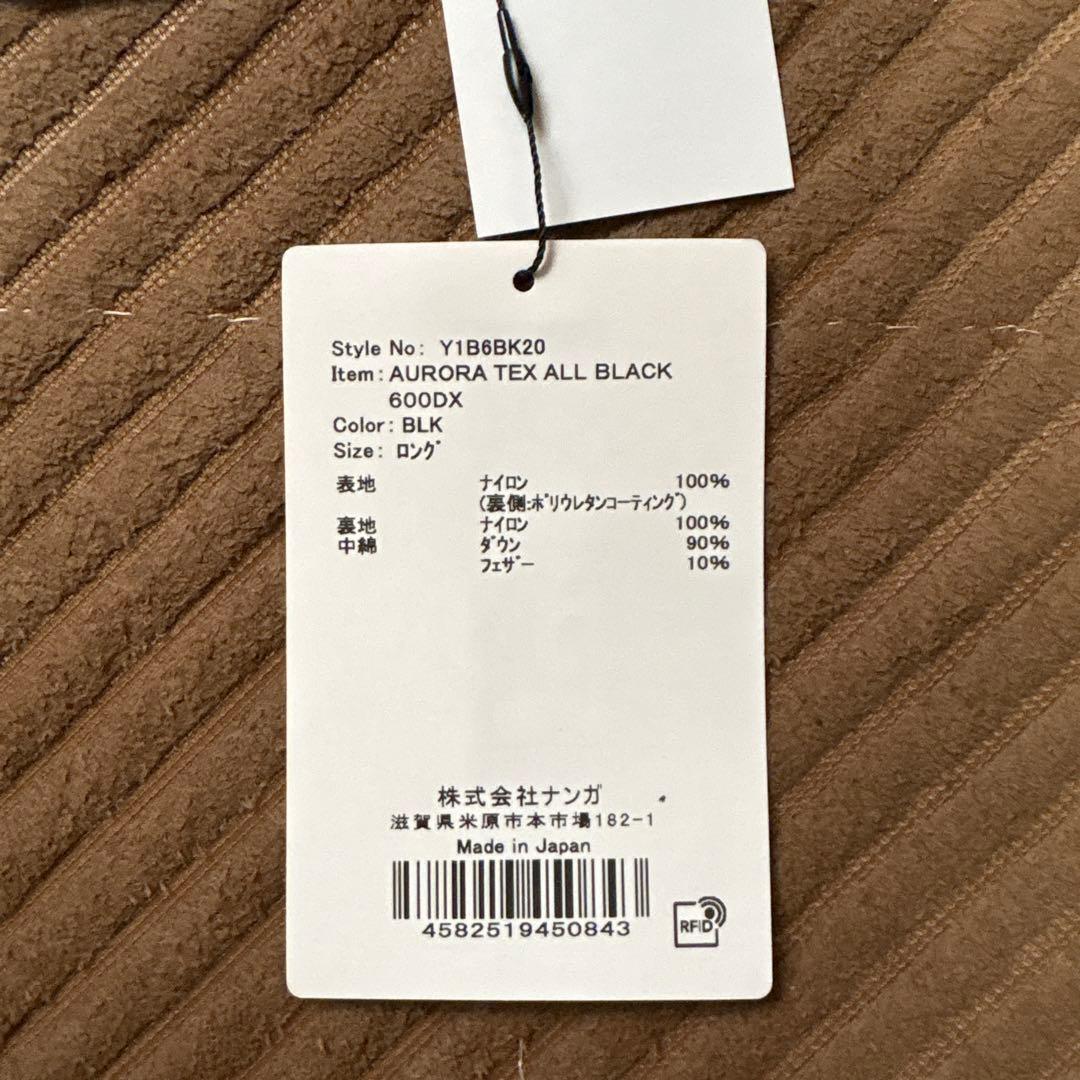 Style No: Y1B6BK20
Item: AURORA TEX ALL BLACK
600DX
Color: BLK
Size: ﾛﾝｸﾞ
表地 ﾅｲﾛﾝ 100%
(裏側:ﾎﾟﾘｳﾚﾀﾝｺｰﾃｨﾝｸﾞ)
裏地 ﾅｲﾛﾝ 100%
中綿 ﾀﾞｳﾝ 90%
ﾌｪｻﾞｰ 10%
株式会社ナンガ
滋賀県米原市本市場182-1
Made in Japan
4582519450843
RFID